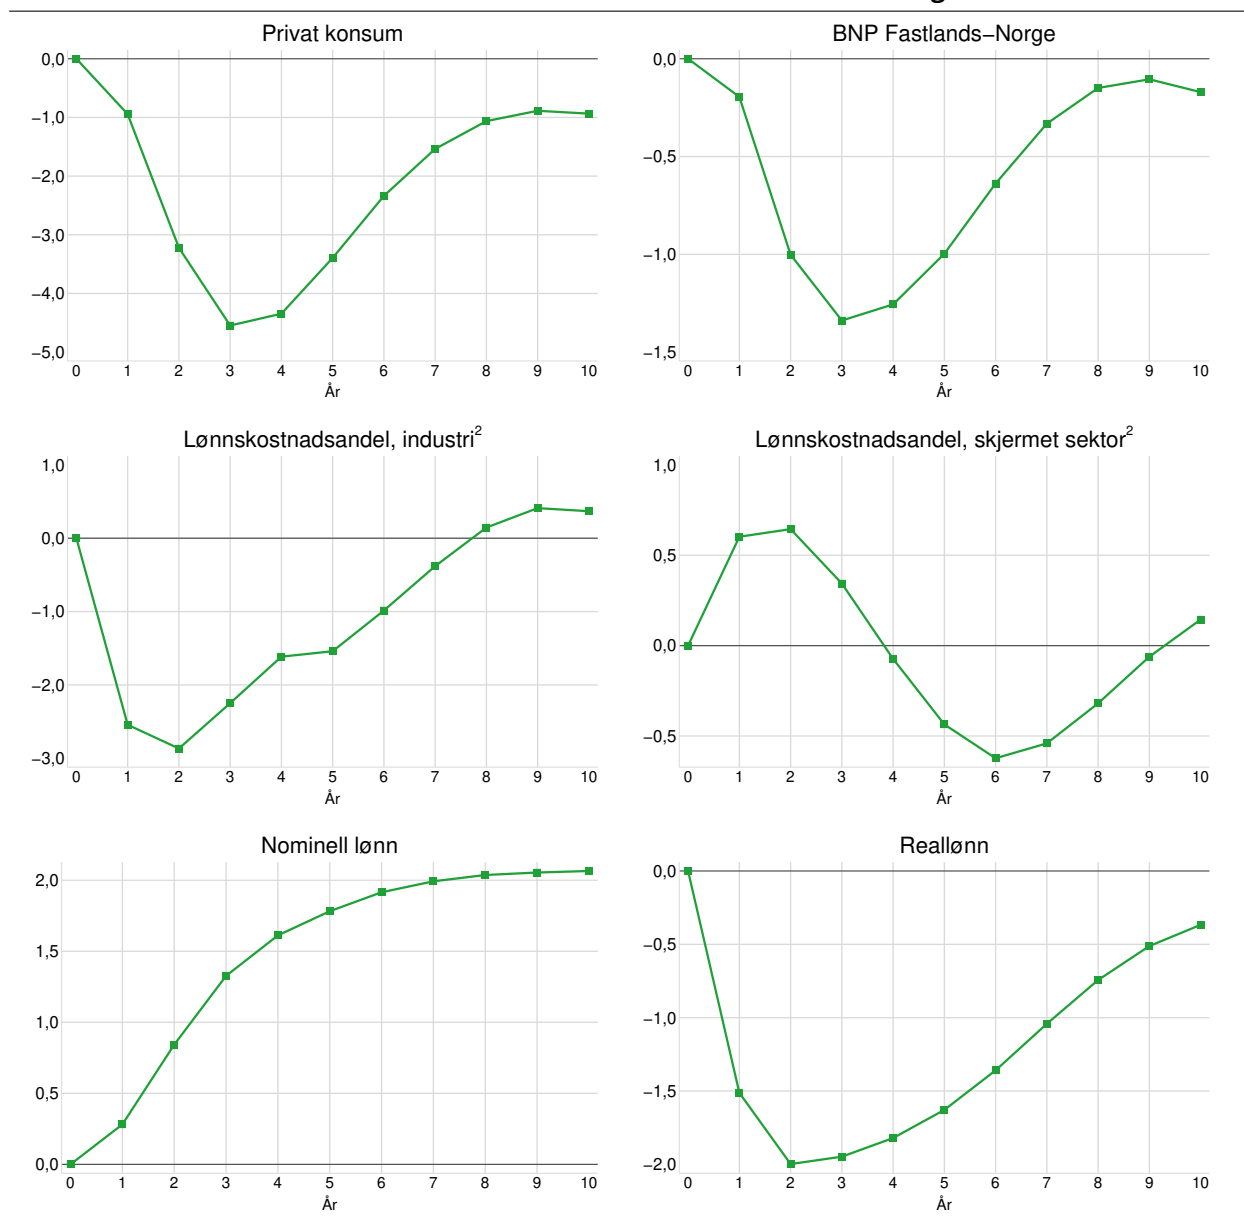 Privat konsum
0,0
−1,0
−2,0
−3,0
−4,0
−5,0
0 1 2 3 4 5 6 7 8 9 10
År
BNP Fastlands−Norge
0,0
−0,5
−1,0
−1,5
0 1 2 3 4 5 6 7 8 9 10
År
Lønnskostnadsandel, industri²
1,0
0,0
−1,0
−2,0
−3,0
0 1 2 3 4 5 6 7 8 9 10
År
Lønnskostnadsandel, skjermet sektor²
1,0
0,5
0,0
−0,5
0 1 2 3 4 5 6 7 8 9 10
År
Nominell lønn
2,0
1,5
1,0
0,5
0,0
0 1 2 3 4 5 6 7 8 9 10
År
Reallønn
0,0
−0,5
−1,0
−1,5
−2,0
0 1 2 3 4 5 6 7 8 9 10
År